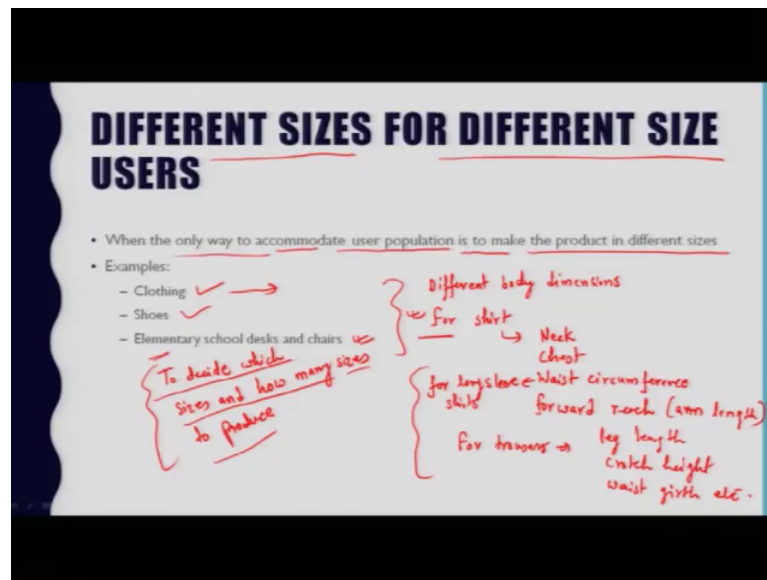 DIFFERENT SIZES FOR DIFFERENT SIZE
USERS
• When the only way to accommodate user population is to make the product in different sizes
• Examples:
– Clothing
– Shoes
– Elementary school desks and chairs
To decide which
sizes and how many sizes
to produce
Different body dimensions
for shirt
Neck
chest
for long sleeve Waist circumference
shirts forward reach (arm length)
For trousers leg length
crotch height
waist girth etc.